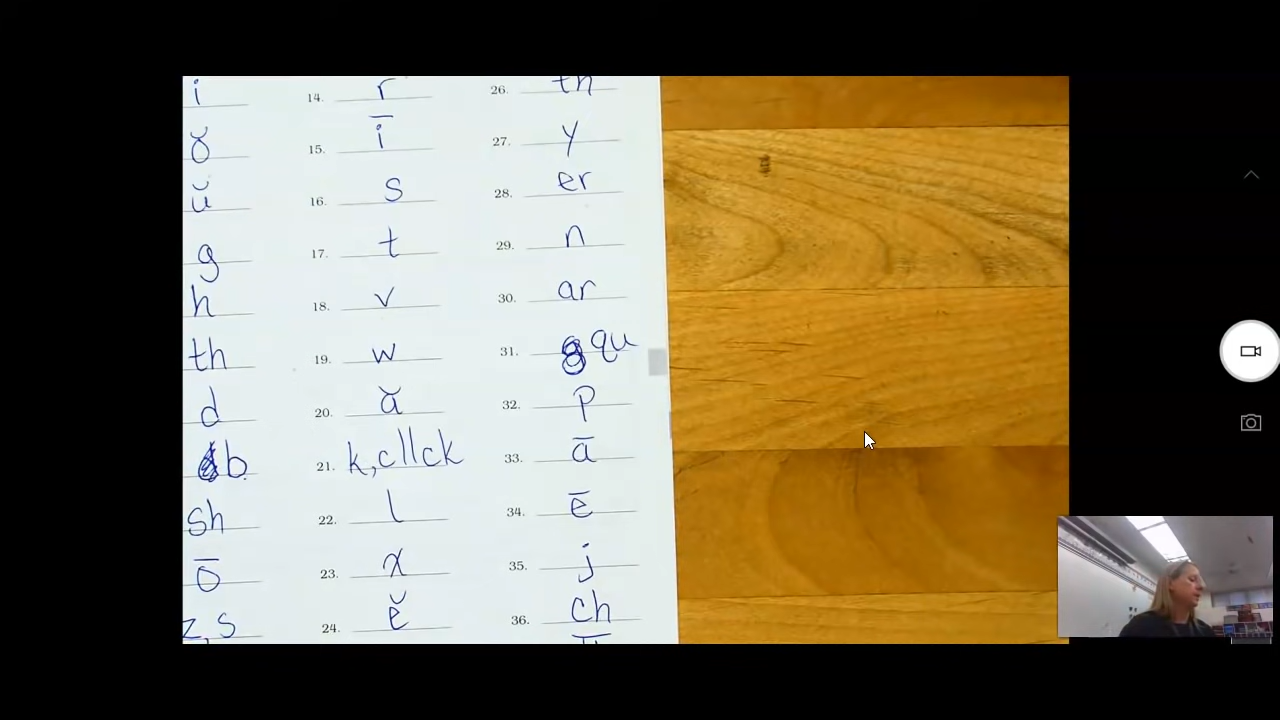 i
ŏ
ŭ
g
h
th
d
b
sh
ō
z, s
14. r
15. ī
16. s
17. t
18. v
19. w
20. ă
21. k,c||ck
22. l
23. x
24. ĕ
26. th
27. y
28. er
29. n
30. ar
31. qu
32. p
33. ā
34. ē
35. j
36. ch